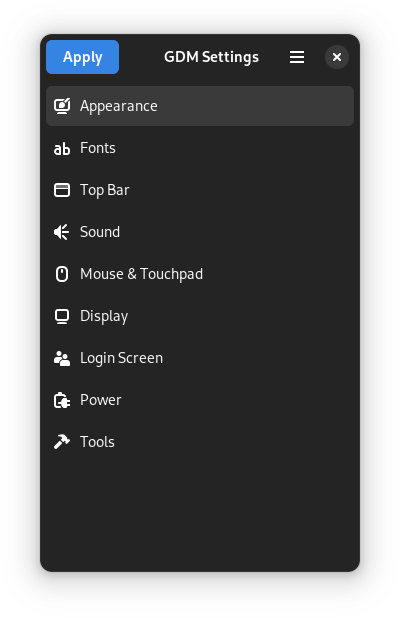 Apply
GDM Settings
Appearance
Fonts
Top Bar
Sound
Mouse & Touchpad
Display
Login Screen
Power
Tools